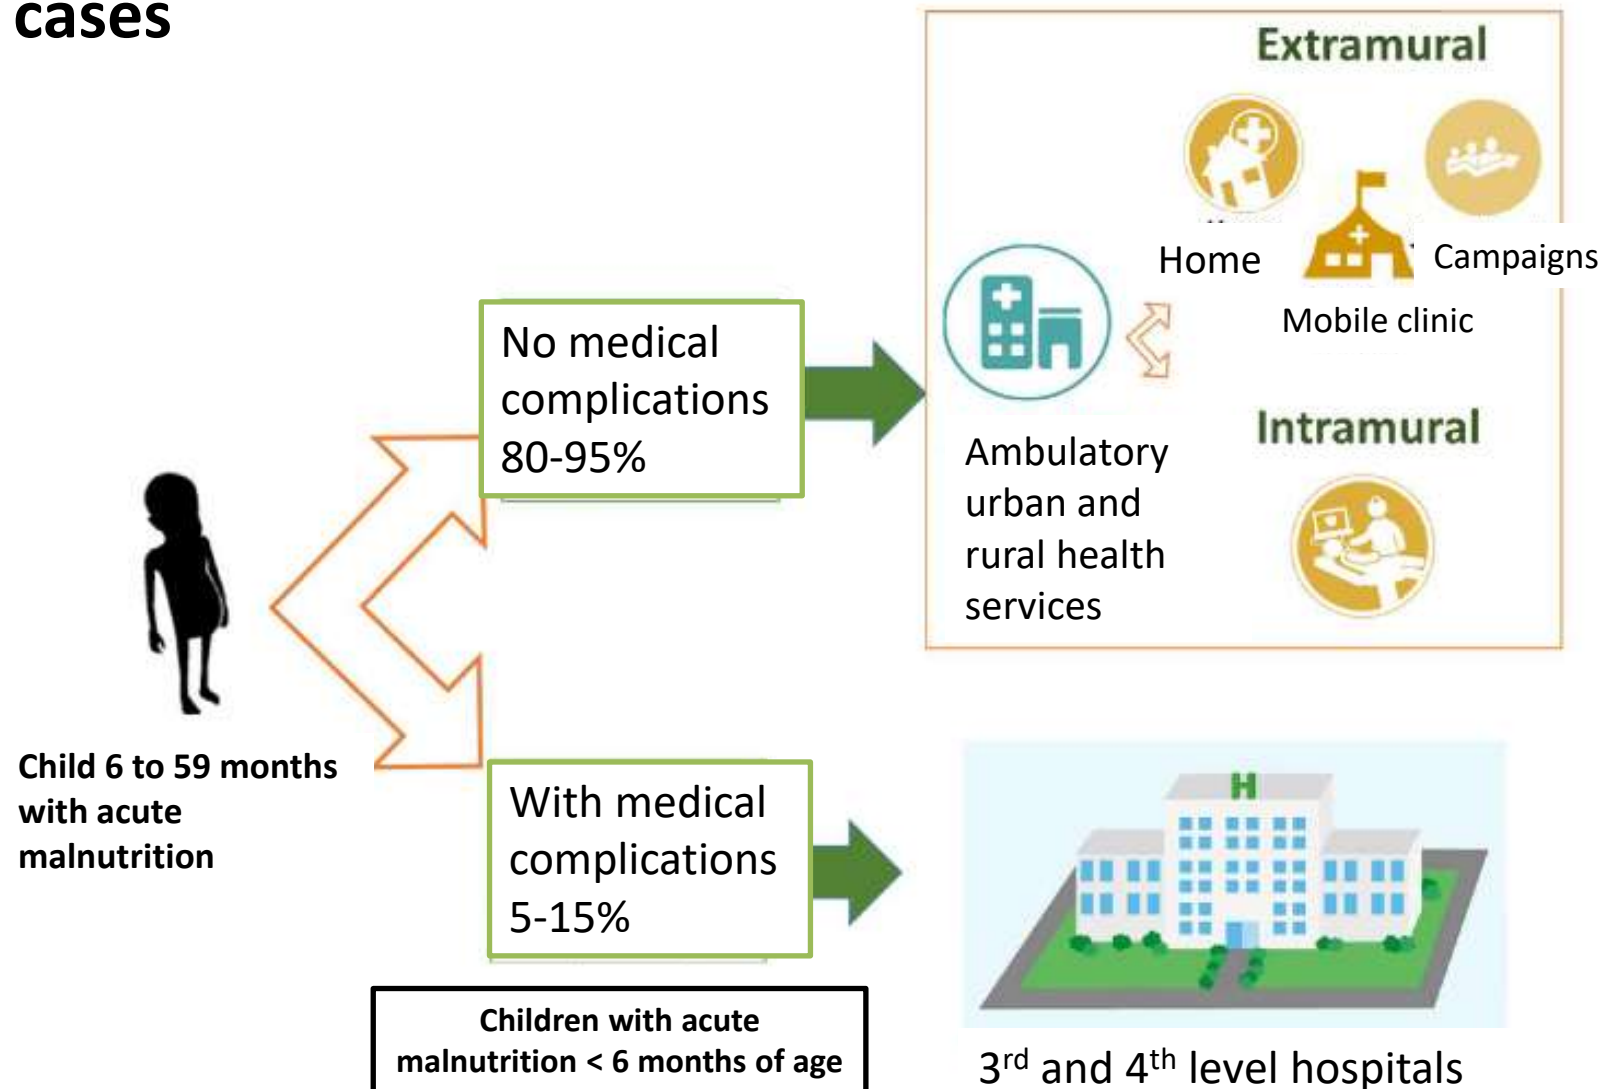 cases
Extramural
Home
Campaigns
Mobile clinic
No medical
complications
80-95%
Ambulatory
urban and
rural health
services
Intramural
Child 6 to 59 months
with acute
malnutrition
With medical
complications
5-15%
Children with acute
malnutrition < 6 months of age
H
3rd and 4th level hospitals